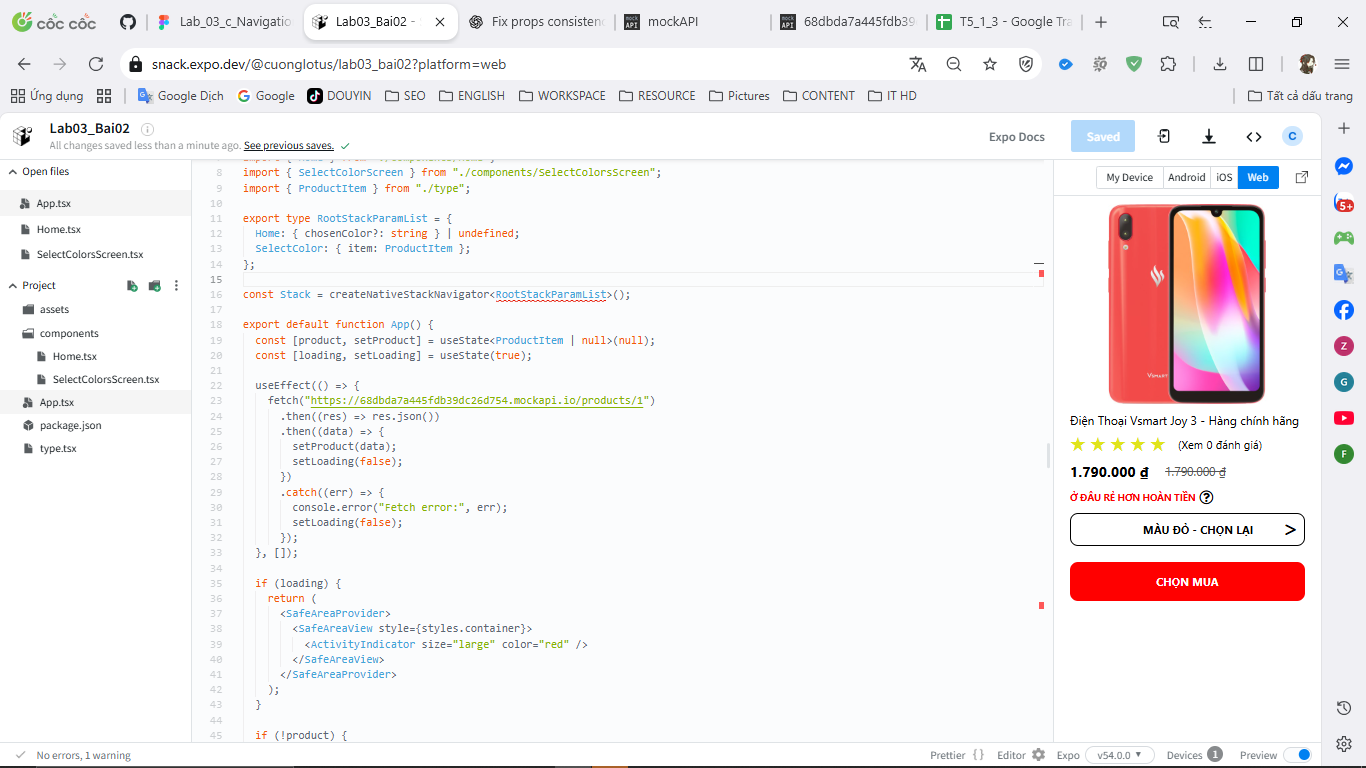 cốc cốc
Lab_03_c_Navigatio
Lab03_Bai02 -
Fix props consistenc
mockAPI
68dbda7a445fdb39
T5_1_3 - Google Tra
snack.expo.dev/@cuonglotus/lab03_bai02?platform=web
Ứng dụng
Google Dịch
Google
DOUYIN
SEO
ENGLISH
WORKSPACE
RESOURCE
Pictures
CONTENT
IT HD
Tất cả dấu trang
Lab03_Bai02
All changes saved less than a minute ago. See previous saves.
Expo Docs
Saved
C
Open files
App.tsx
Home.tsx
SelectColorsScreen.tsx
Project
assets
components
Home.tsx
SelectColorsScreen.tsx
App.tsx
package.json
type.tsx
8 import { SelectColorScreen } from "./components/SelectColorsScreen";
9 import { ProductItem } from "./type";
10
11 export type RootStackParamList = {
12 Home: { chosenColor?: string } | undefined;
13 SelectColor: { item: ProductItem };
14 };
15
16 const Stack = createNativeStackNavigator<RootStackParamList>();
17
18 export default function App() {
19 const [product, setProduct] = useState<ProductItem | null>(null);
20 const [loading, setLoading] = useState(true);
21
22 useEffect(() => {
23 fetch("https://68dbda7a445fdb39dc26d754.mockapi.io/products/1")
24 .then((res) => res.json())
25 .then((data) => {
26 setProduct(data);
27 setLoading(false);
28 })
29 .catch((err) => {
30 console.error("Fetch error:", err);
31 setLoading(false);
32 });
33 }, []);
34
35 if (loading) {
36 return (
37 <SafeAreaProvider>
38 <SafeAreaView style={styles.container}>
39 <ActivityIndicator size="large" color="red" />
40 </SafeAreaView>
41 </SafeAreaProvider>
42 );
43 }
44
45 if (!product) {
My Device
Android
iOS
Web
Vsmart
Điện Thoại Vsmart Joy 3 - Hàng chính hãng
(Xem 0 đánh giá)
1.790.000 ₫ 1.790.000 ₫
Ở ĐÂU RẺ HƠN HOÀN TIỀN ?
MÀU ĐỎ - CHỌN LẠI >
CHỌN MUA
5+
Z
G
F
No errors, 1 warning
Prettier { }
Editor
Expo
v54.0.0
Devices 1
Preview